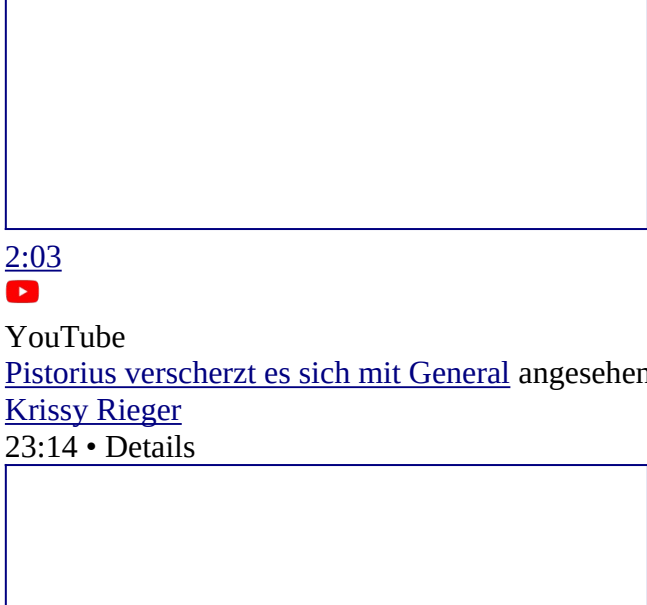 2:03
YouTube
Pistorius verscherzt es sich mit General angesehen
Krissy Rieger
23:14 • Details